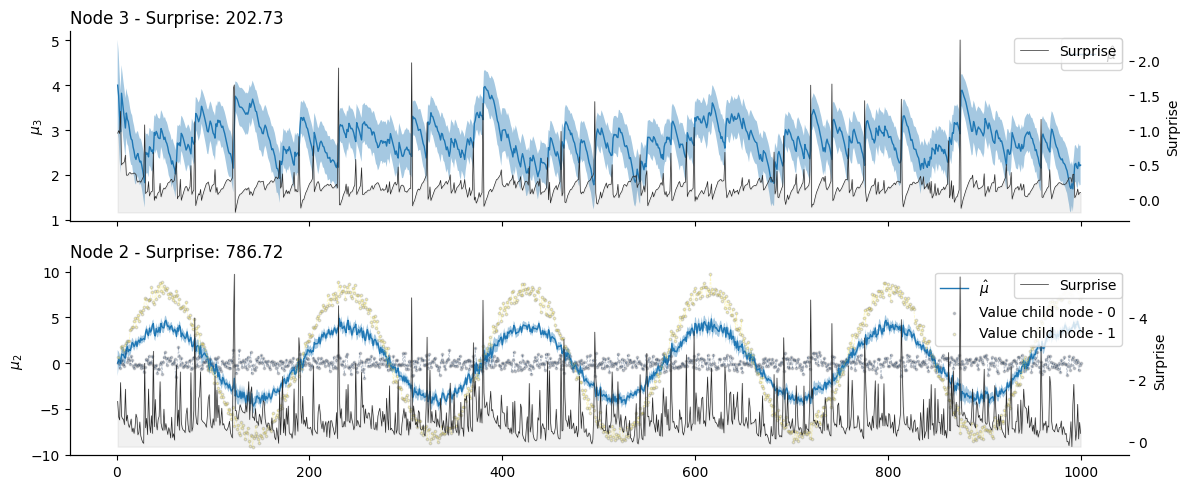 Node 3 - Surprise: 202.73
5
4
3
2
1
μ3
Surprise
2.0
1.5
1.0
0.5
0.0
Surprise
Node 2 - Surprise: 786.72
10
5
0
−5
−10
μ2
μ̂
Value child node - 0
Value child node - 1
Surprise
4
2
0
Surprise
0
200
400
600
800
1000